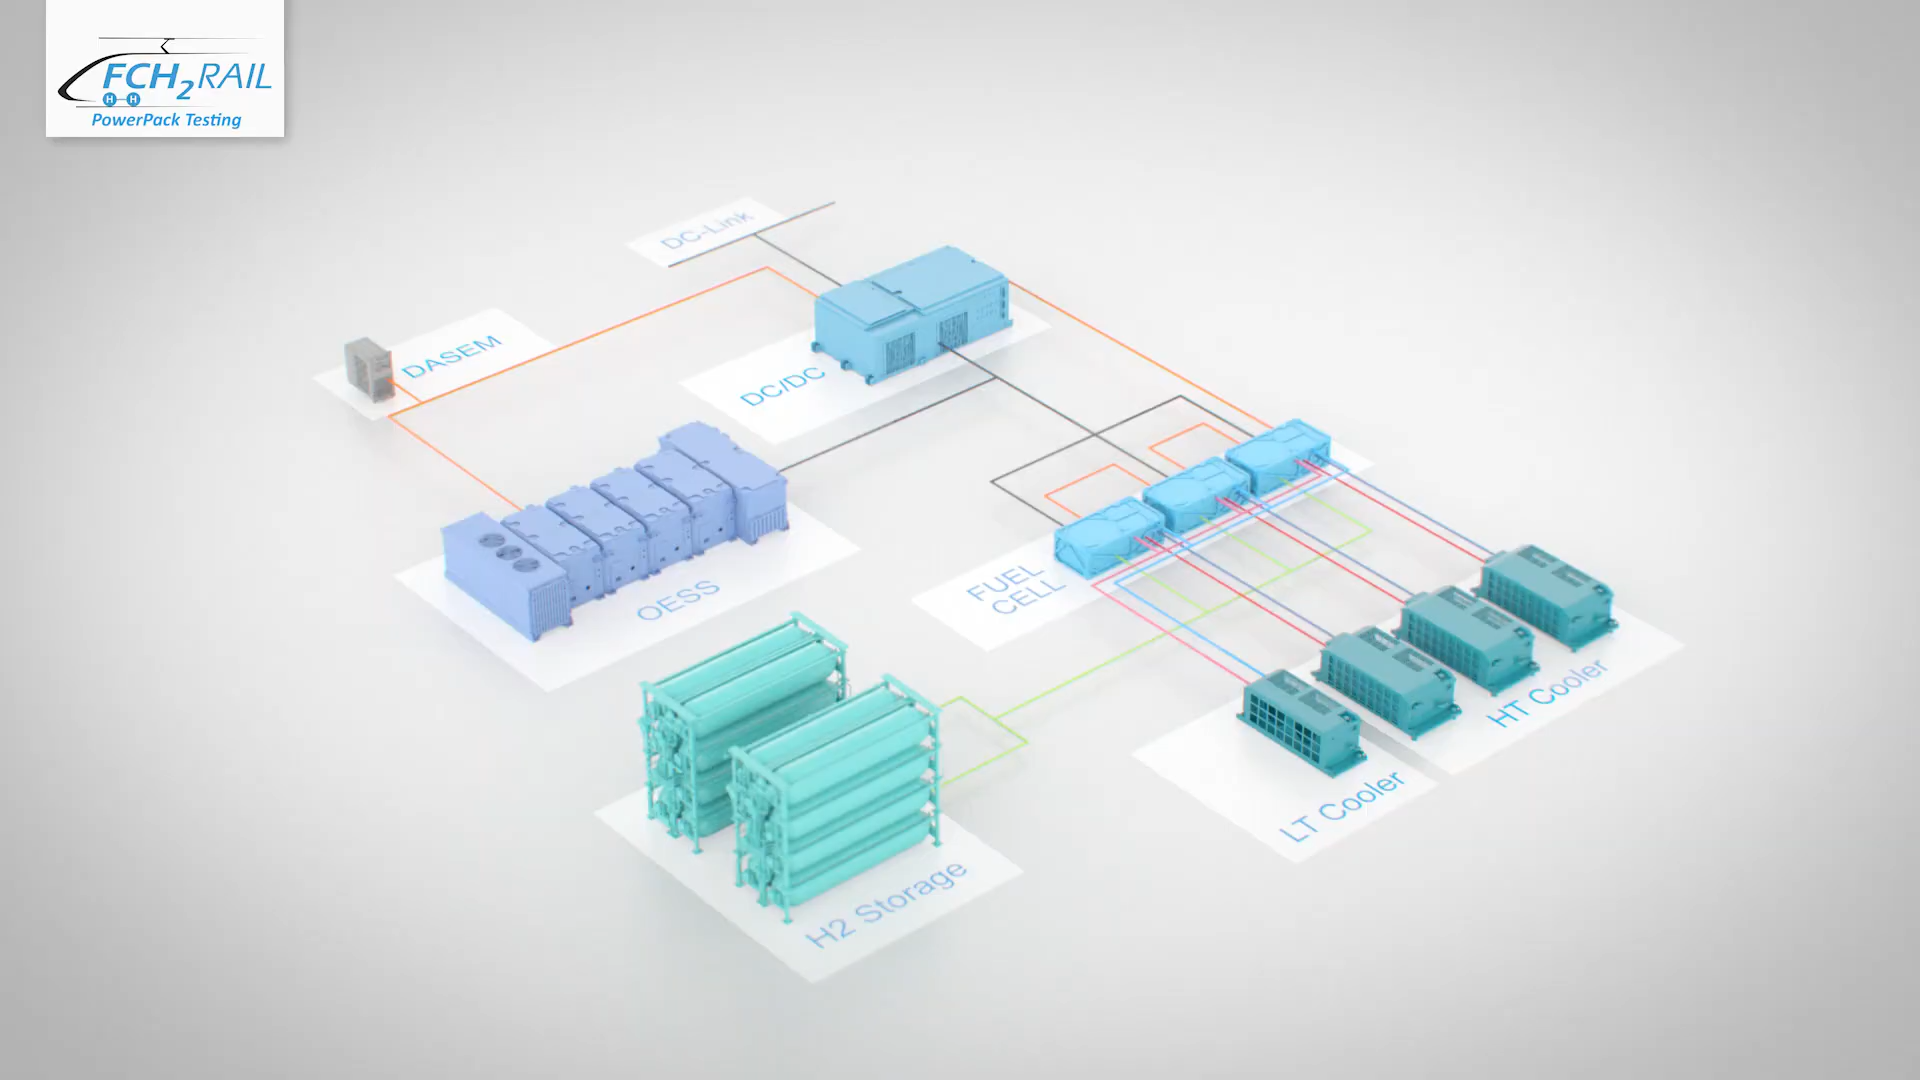 FCH2RAIL
H H
PowerPack Testing
DC-Link
DASEM
DC/DC
OESS
FUEL
CELL
HT Cooler
LT Cooler
H2 Storage